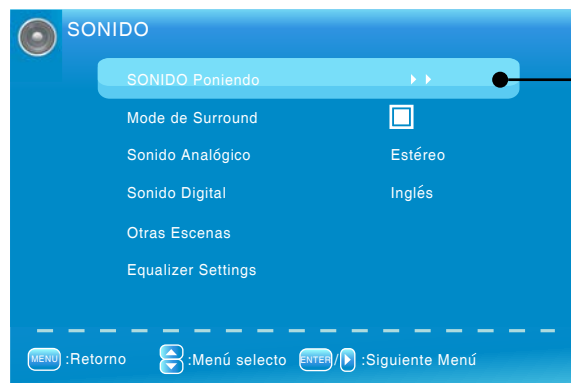 SONIDO
SONIDO Poniendo
Mode de Surround
Sonido Analógico Estéreo
Sonido Digital Inglés
Otras Escenas
Equalizer Settings
MENU :Retorno :Menú selecto ENTER / :Siguiente Menú